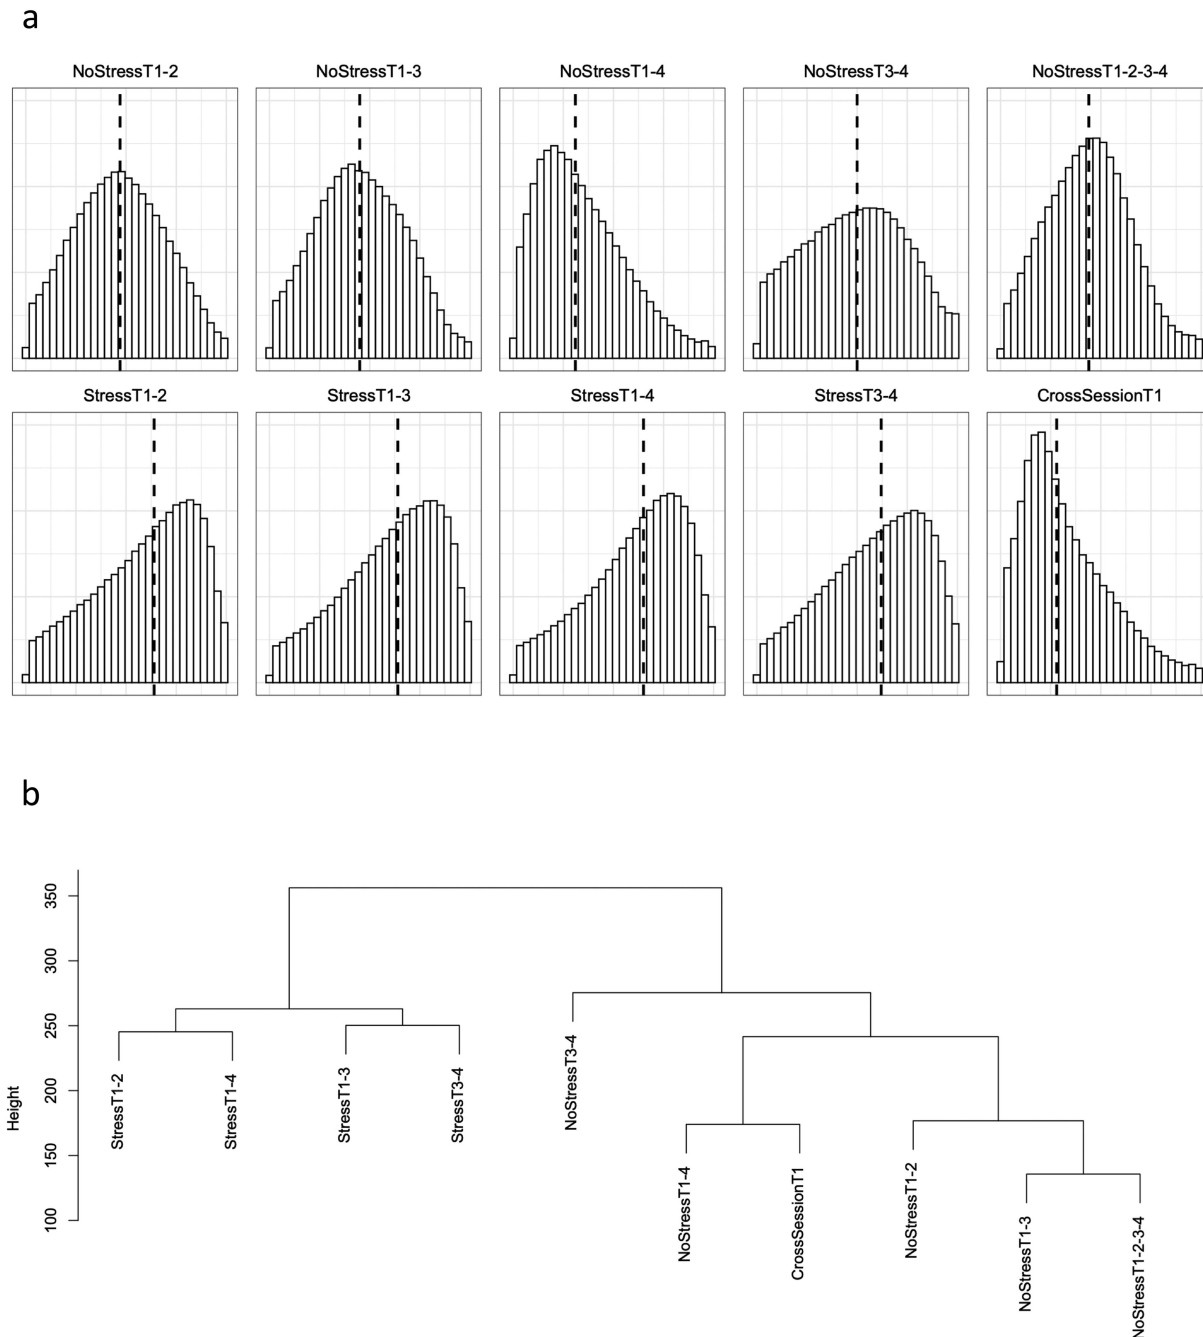 a
NoStressT1-2
NoStressT1-3
NoStressT1-4
NoStressT3-4
NoStressT1-2-3-4
StressT1-2
StressT1-3
StressT1-4
StressT3-4
CrossSessionT1
b
Height
350
300
250
200
150
100
StressT1-2
StressT1-4
StressT1-3
StressT3-4
NoStressT3-4
NoStressT1-4
CrossSessionT1
NoStressT1-2
NoStressT1-3
NoStressT1-2-3-4